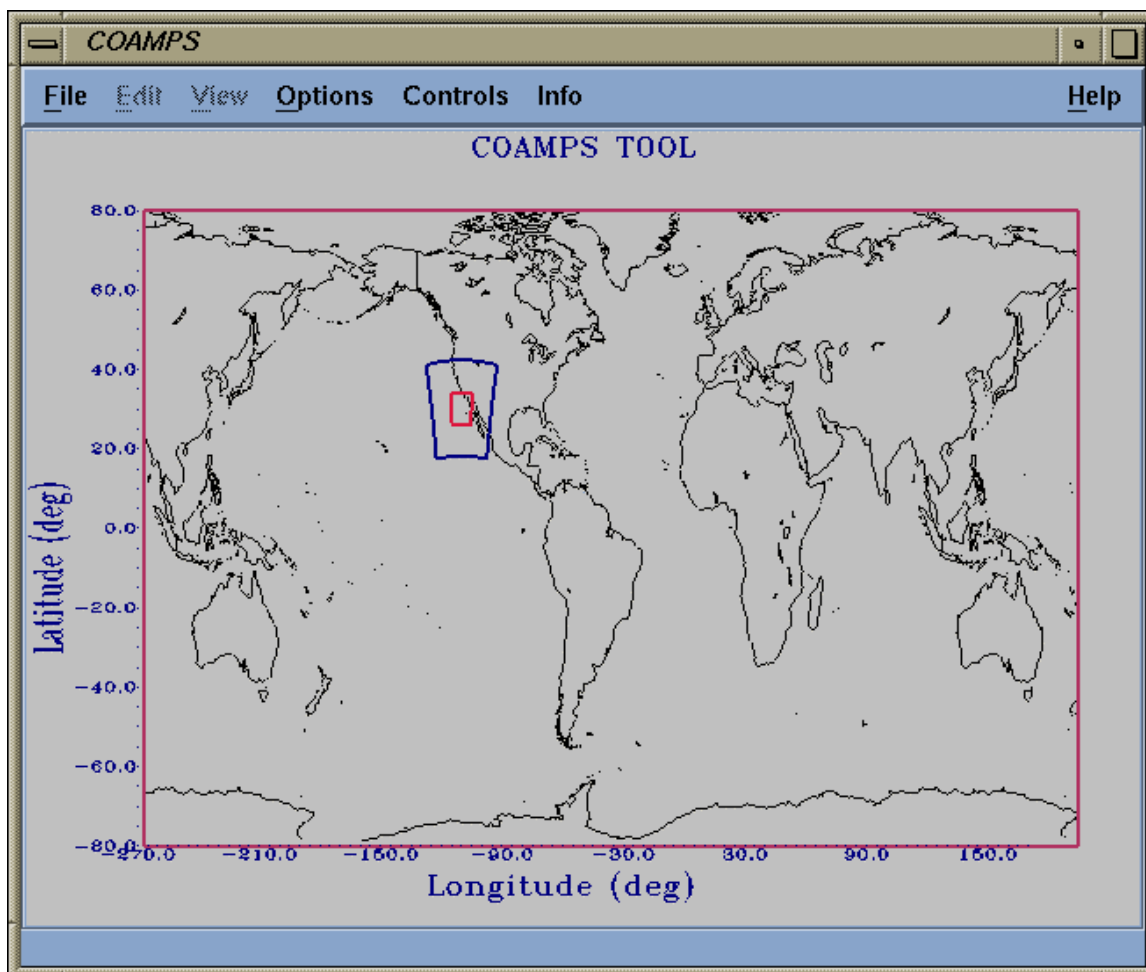 COAMPS
File Edit View Options Controls Info Help
COAMPS TOOL
80.0
60.0
40.0
20.0
0.0
-20.0
-40.0
-60.0
-80.0
Latitude (deg)
-270.0 -210.0 -150.0 -90.0 -30.0 30.0 90.0 150.0
Longitude (deg)